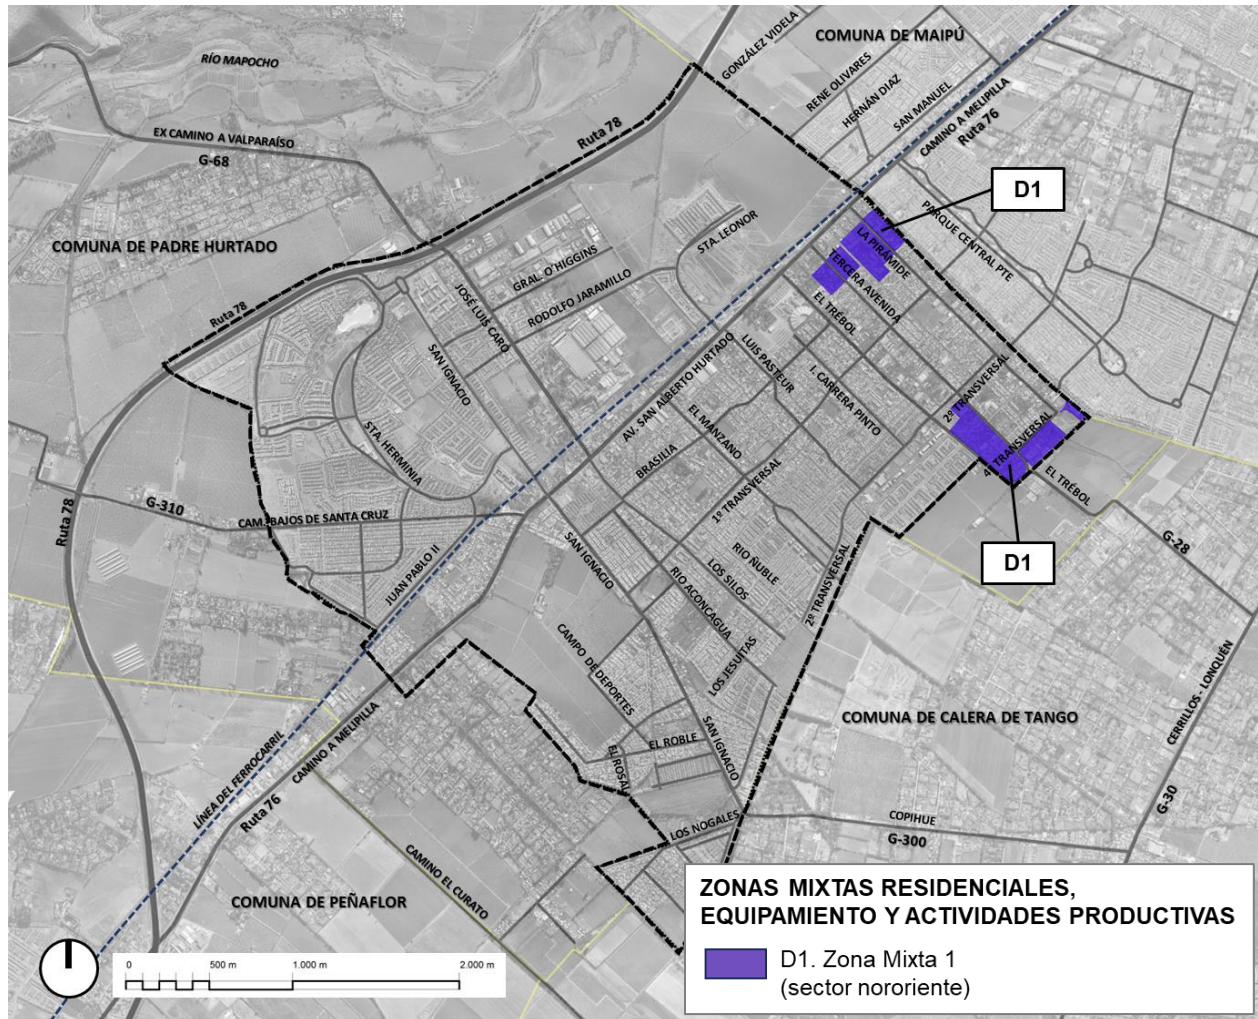 GONZÁLEZ VIDELA
COMUNA DE MAIPÚ
RENE OLIVARES
HERNÁN DIAZ
SAN MANUEL
CAMINO A MELIPILLA
Ruta 76
RÍO MAPOCHO
EX CAMINO A VALPARAÍSO
G-68
Ruta 78
D1
COMUNA DE PADRE HURTADO
PARQUE CENTRAL PTE
STA. LEONOR
LA PIRÁMIDE
TERCERA AVENIDA
EL TRÉBOL
GRAL. O´HIGGINS
RODOLFO JARAMILLO
JOSÉ LUIS CARO
Ruta 78
SAN IGNACIO
AV. SAN ALBERTO HURTADO
LUIS PASTEUR
I. CARRERA PINTO
2º TRANSVERSAL
EL MANZANO
BRASILIA
STA. HERMINIA
1º TRANSVERSAL
4º TRANSVERSAL
EL TRÉBOL
G-28
Ruta 78
G-310
CAM. BAJOS DE SANTA CRUZ
D1
JUAN PABLO II
SAN IGNACIO
RIO ÑUBLE
LOS SILOS
RIO ACONCAGUA
2º TRANSVERSAL
LOS JESUITAS
CAMPO DE DEPORTES
CERRILLOS - LONQUÉN
COMUNA DE CALERA DE TANGO
EL ROBLE
EL ROSAL
SAN IGNACIO
LÍNEA DEL FERROCARRIL
CAMINO A MELIPILLA
Ruta 76
G-30
LOS NOGALES
COPIHUE
G-300
CAMINO EL CURATO
COMUNA DE PEÑAFLOR
ZONAS MIXTAS RESIDENCIALES,
EQUIPAMIENTO Y ACTIVIDADES PRODUCTIVAS
D1. Zona Mixta 1
(sector nororiente)
0 500 m 1.000 m 2.000 m